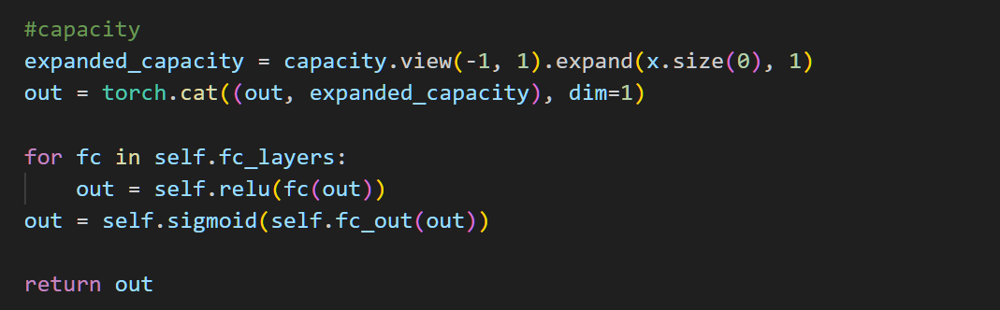 #capacity
expanded_capacity = capacity.view(-1, 1).expand(x.size(0), 1)
out = torch.cat((out, expanded_capacity), dim=1)
for fc in self.fc_layers:
    out = self.relu(fc(out))
out = self.sigmoid(self.fc_out(out))
return out